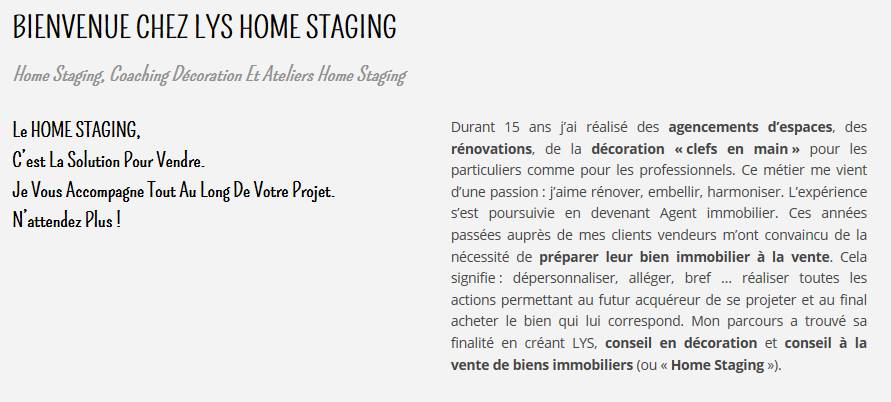 BIENVENUE CHEZ LYS HOME STAGING
Home Staging, Coaching Décoration Et Ateliers Home Staging
Le HOME STAGING,
C'est La Solution Pour Vendre.
Je Vous Accompagne Tout Au Long De Votre Projet.
N'attendez Plus !
Durant 15 ans j'ai réalisé des agencements d'espaces, des
rénovations, de la décoration « clefs en main » pour les
particuliers comme pour les professionnels. Ce métier me vient
d'une passion : j'aime rénover, embellir, harmoniser. L'expérience
s'est poursuivie en devenant Agent immobilier. Ces années
passées auprès de mes clients vendeurs m'ont convaincu de la
nécessité de préparer leur bien immobilier à la vente. Cela
signifie : dépersonnaliser, alléger, bref … réaliser toutes les
actions permettant au futur acquéreur de se projeter et au final
acheter le bien qui lui correspond. Mon parcours a trouvé sa
finalité en créant LYS, conseil en décoration et conseil à la
vente de biens immobiliers (ou « Home Staging »).